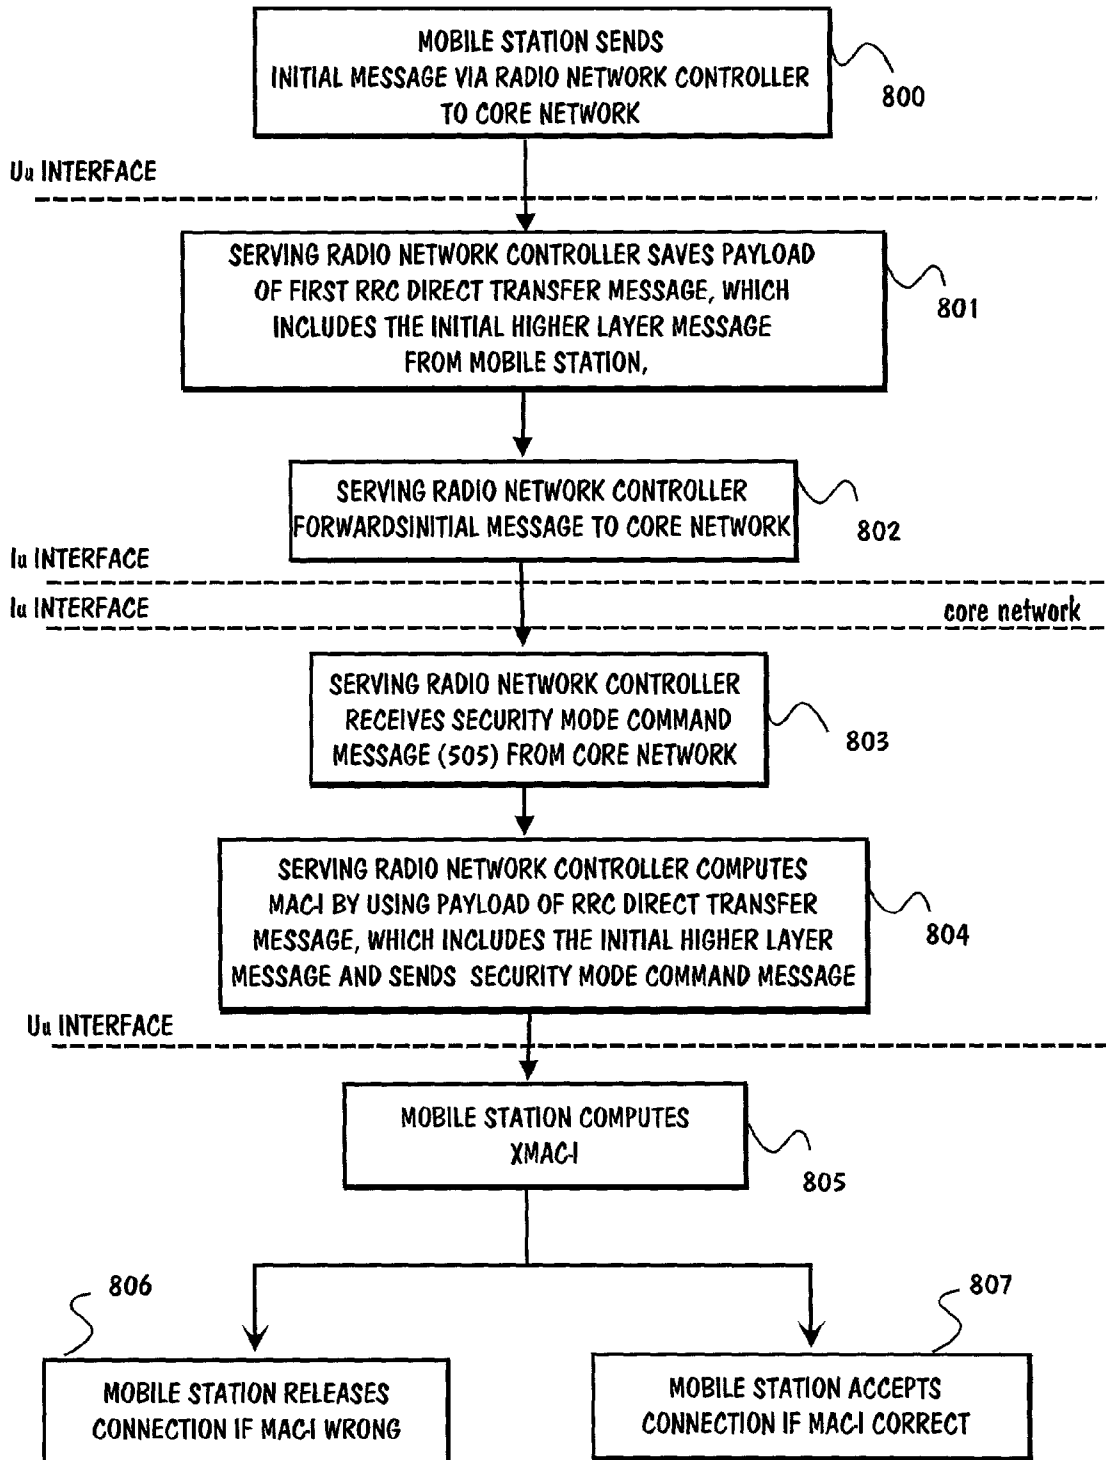 MOBILE STATION SENDS
INITIAL MESSAGE VIA RADIO NETWORK CONTROLLER
TO CORE NETWORK
800
Uu INTERFACE
SERVING RADIO NETWORK CONTROLLER SAVES PAYLOAD
OF FIRST RRC DIRECT TRANSFER MESSAGE, WHICH
INCLUDES THE INITIAL HIGHER LAYER MESSAGE
FROM MOBILE STATION,
801
SERVING RADIO NETWORK CONTROLLER
FORWARDSINITIAL MESSAGE TO CORE NETWORK
802
Iu INTERFACE
Iu INTERFACE
core network
SERVING RADIO NETWORK CONTROLLER
RECEIVES SECURITY MODE COMMAND
MESSAGE (505) FROM CORE NETWORK
803
SERVING RADIO NETWORK CONTROLLER COMPUTES
MAC-I BY USING PAYLOAD OF RRC DIRECT TRANSFER
MESSAGE, WHICH INCLUDES THE INITIAL HIGHER LAYER
MESSAGE AND SENDS SECURITY MODE COMMAND MESSAGE
804
Uu INTERFACE
MOBILE STATION COMPUTES
XMAC-I
805
806
807
MOBILE STATION RELEASES
CONNECTION IF MAC-I WRONG
MOBILE STATION ACCEPTS
CONNECTION IF MAC-I CORRECT